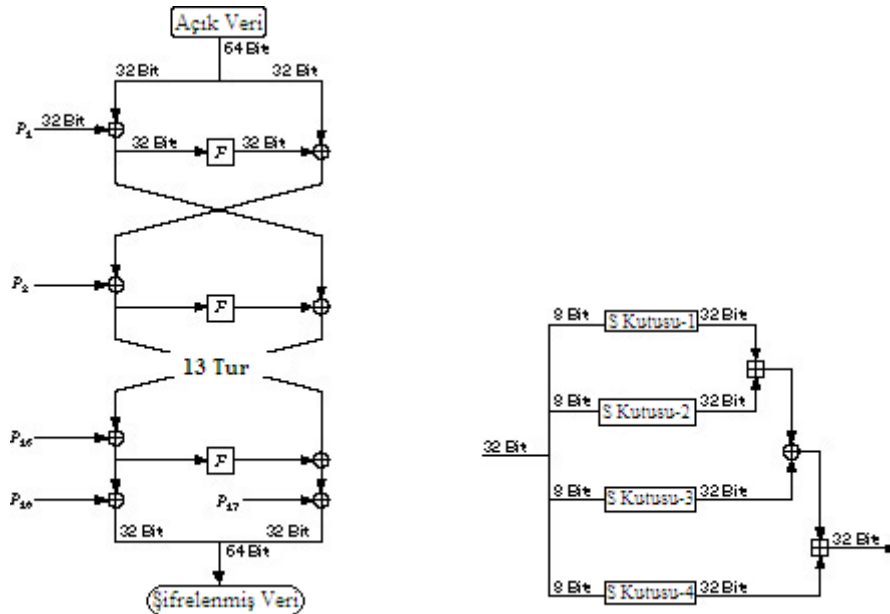 Açık Veri
64 Bit
32 Bit 32 Bit
P1 32 Bit
32 Bit F 32 Bit
P2
F
13 Tur
P16
F
P18 P17
32 Bit 32 Bit
64 Bit
Şifrelenmiş Veri
8 Bit S Kutusu-1 32 Bit
8 Bit S Kutusu-2 32 Bit
32 Bit
8 Bit S Kutusu-3 32 Bit
32 Bit
8 Bit S Kutusu-4 32 Bit